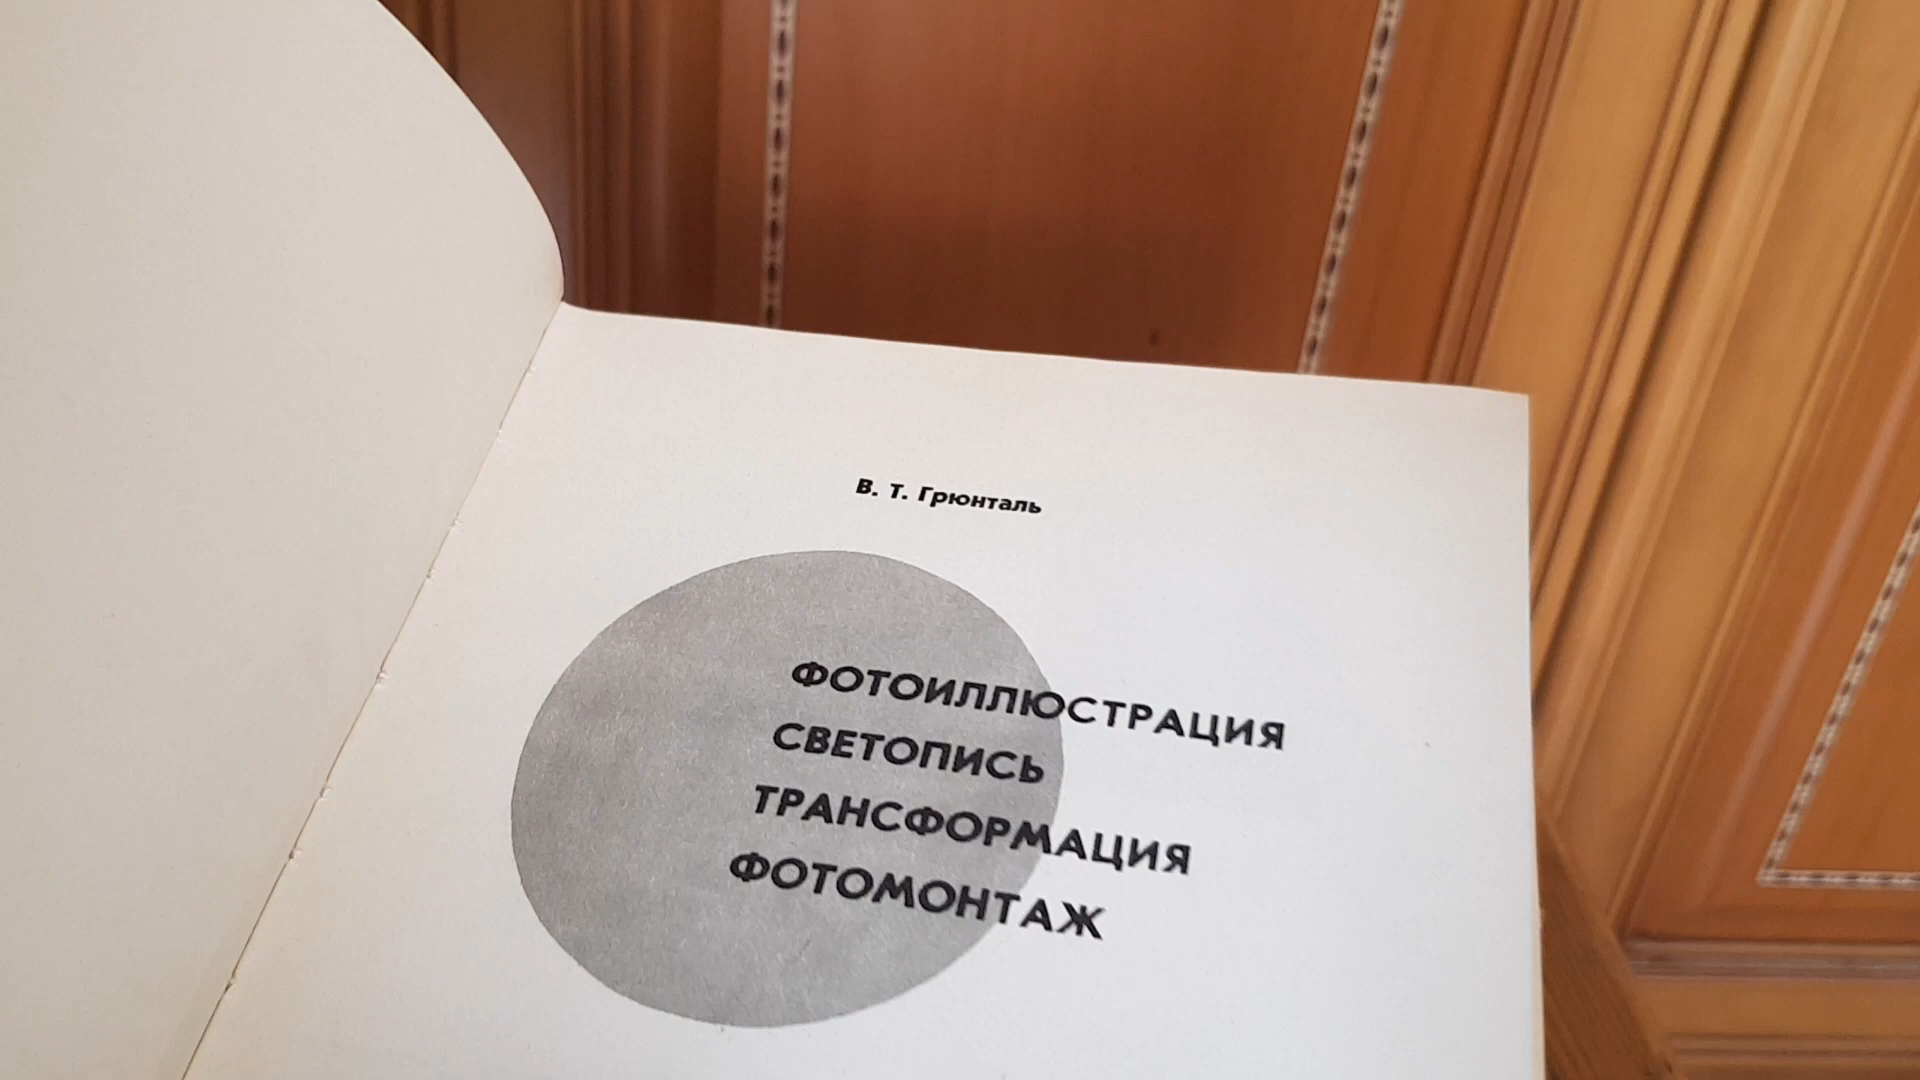 В. Т. Грюнталь
ФОТОИЛЛЮСТРАЦИЯ
СВЕТОПИСЬ
ТРАНСФОРМАЦИЯ
ФОТОМОНТАЖ